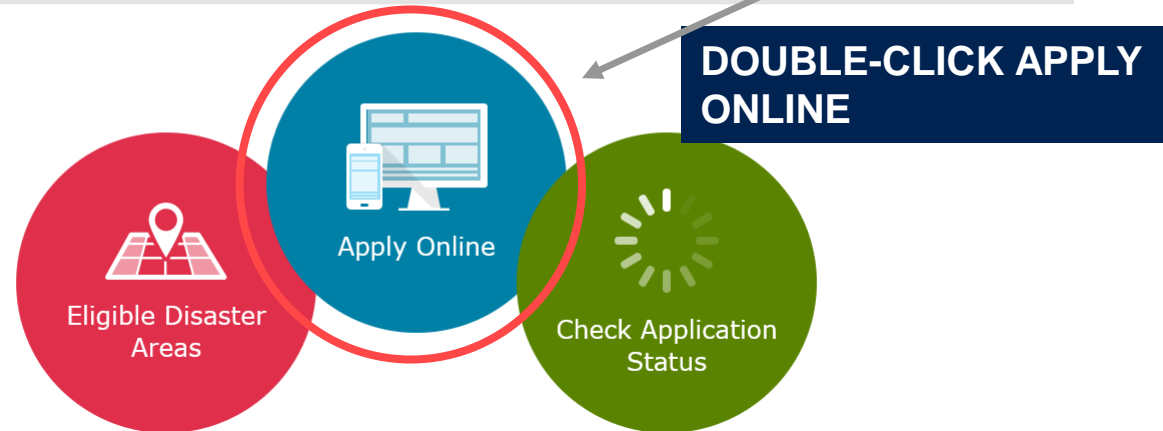 DOUBLE-CLICK APPLY
ONLINE
Apply Online
Eligible Disaster
Areas
Check Application
Status